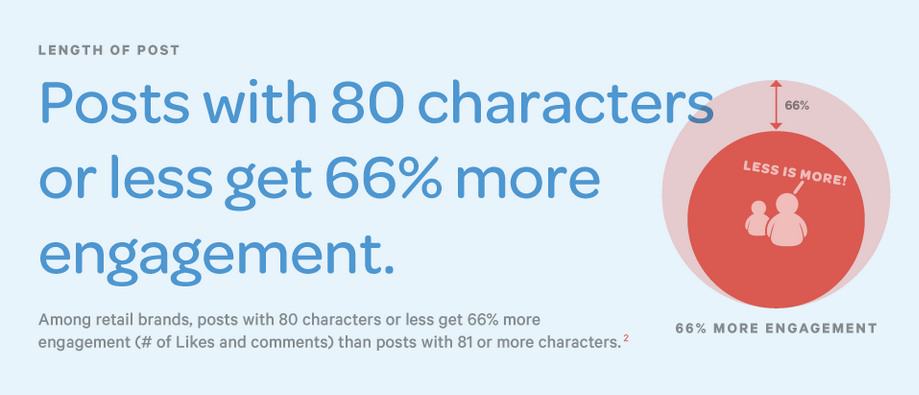 LENGTH OF POST
Posts with 80 characters
or less get 66% more
engagement.
Among retail brands, posts with 80 characters or less get 66% more
engagement (# of Likes and comments) than posts with 81 or more characters.2
66%
LESS IS MORE!
66% MORE ENGAGEMENT